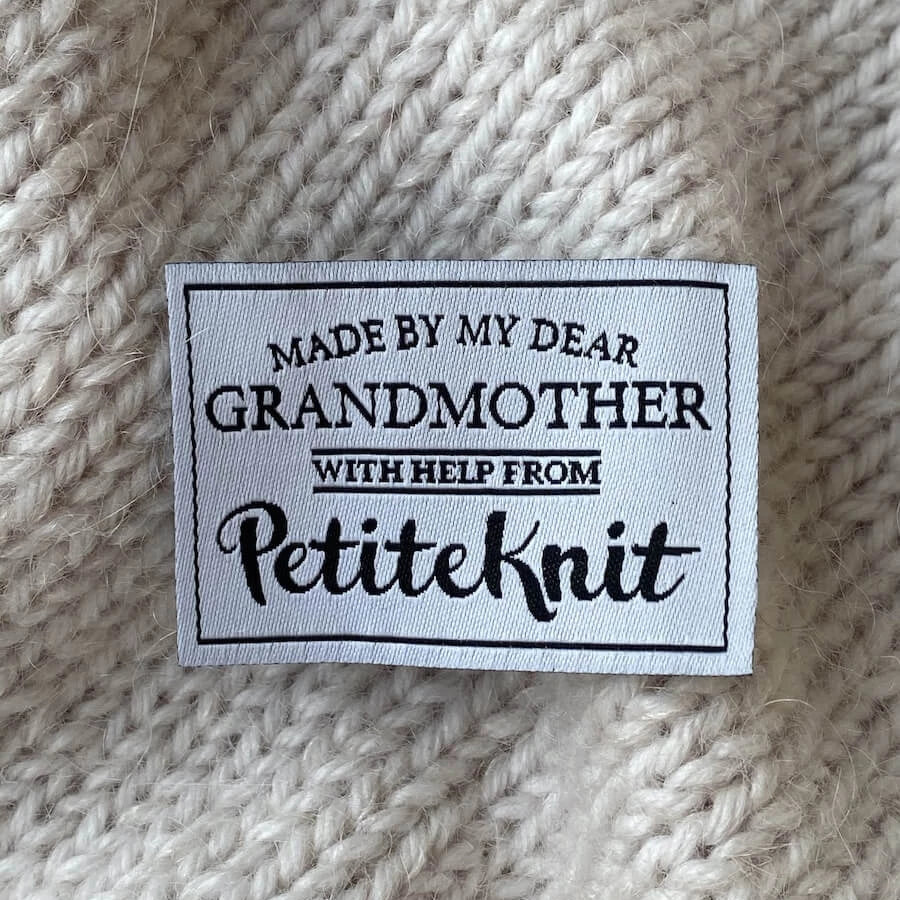 MADE BY MY DEAR
GRANDMOTHER
WITH HELP FROM
PetiteKnit